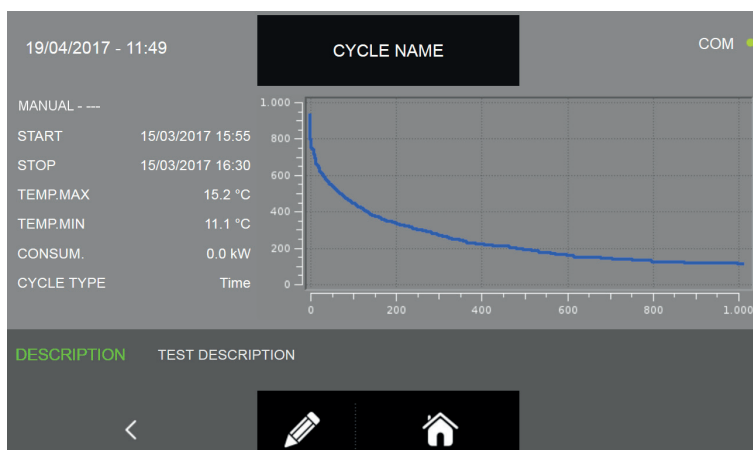 19/04/2017 - 11:49
CYCLE NAME
COM
MANUAL - ---
START 15/03/2017 15:55
STOP 15/03/2017 16:30
TEMP.MAX 15.2 °C
TEMP.MIN 11.1 °C
CONSUM. 0.0 kW
CYCLE TYPE Time
1.000
800
600
400
200
0
0 200 400 600 800 1.000
DESCRIPTION TEST DESCRIPTION